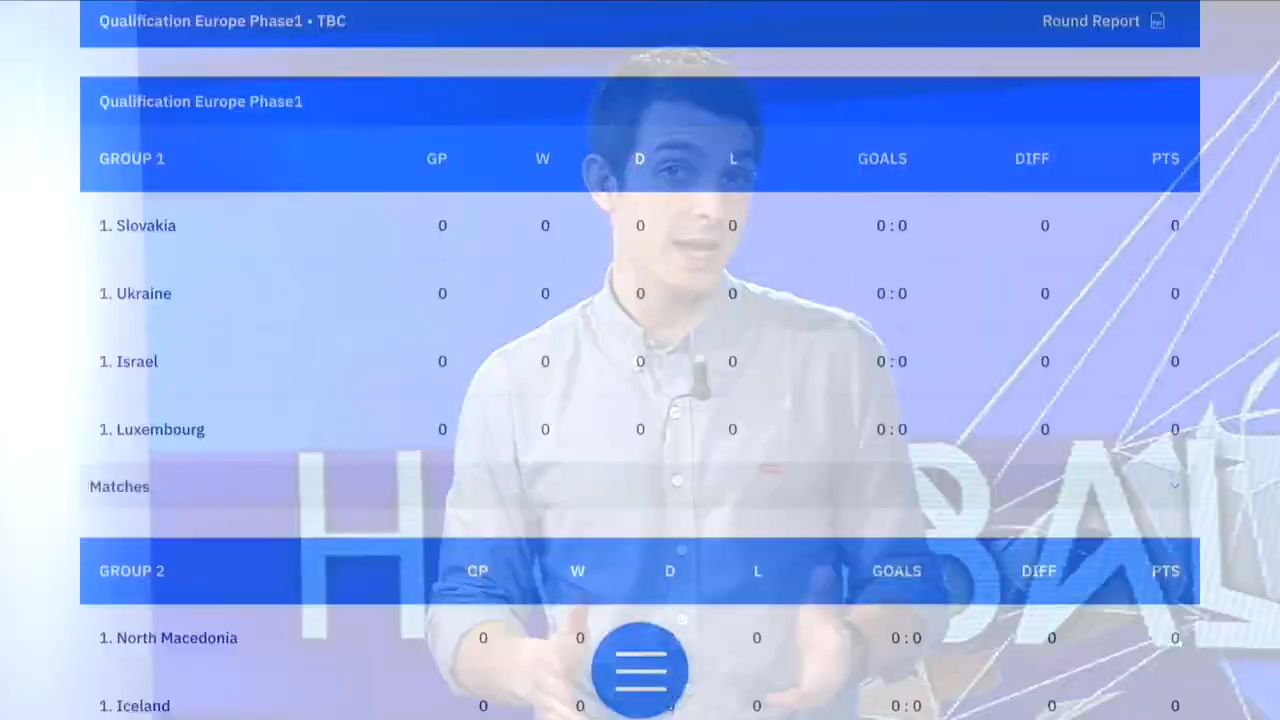 Qualification Europe Phase1 • TBC Round Report
Qualification Europe Phase1
GROUP 1 GP W D L GOALS DIFF PTS
1. Slovakia 0 0 0 0 0 : 0 0 0
1. Ukraine 0 0 0 0 0 : 0 0 0
1. Israel 0 0 0 0 0 : 0 0 0
1. Luxembourg 0 0 0 0 0 : 0 0 0
Matches
GROUP 2 GP W D L GOALS DIFF PTS
1. North Macedonia 0 0 0 0 : 0 0 0
1. Iceland 0 0 0 0 : 0 0 0
H BAL